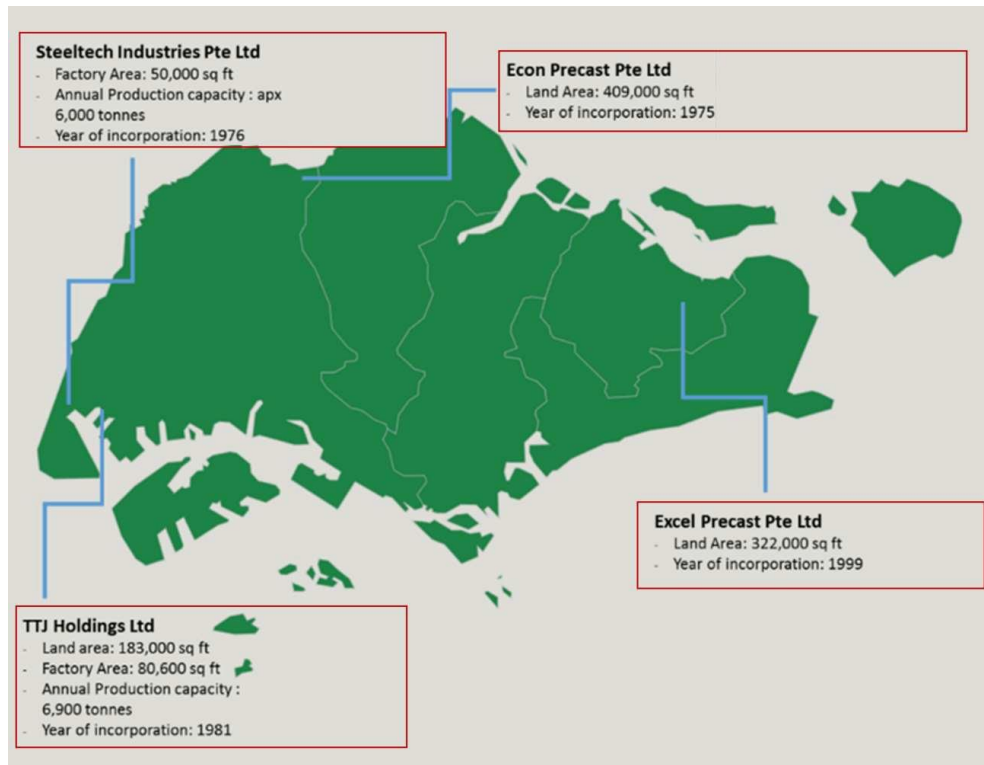 Steeltech Industries Pte Ltd
- Factory Area: 50,000 sq ft
- Annual Production capacity : apx
6,000 tonnes
- Year of incorporation: 1976
Econ Precast Pte Ltd
- Land Area: 409,000 sq ft
- Year of incorporation: 1975
Excel Precast Pte Ltd
- Land Area: 322,000 sq ft
- Year of incorporation: 1999
TTJ Holdings Ltd
- Land area: 183,000 sq ft
- Factory Area: 80,600 sq ft
- Annual Production capacity :
6,900 tonnes
- Year of incorporation: 1981